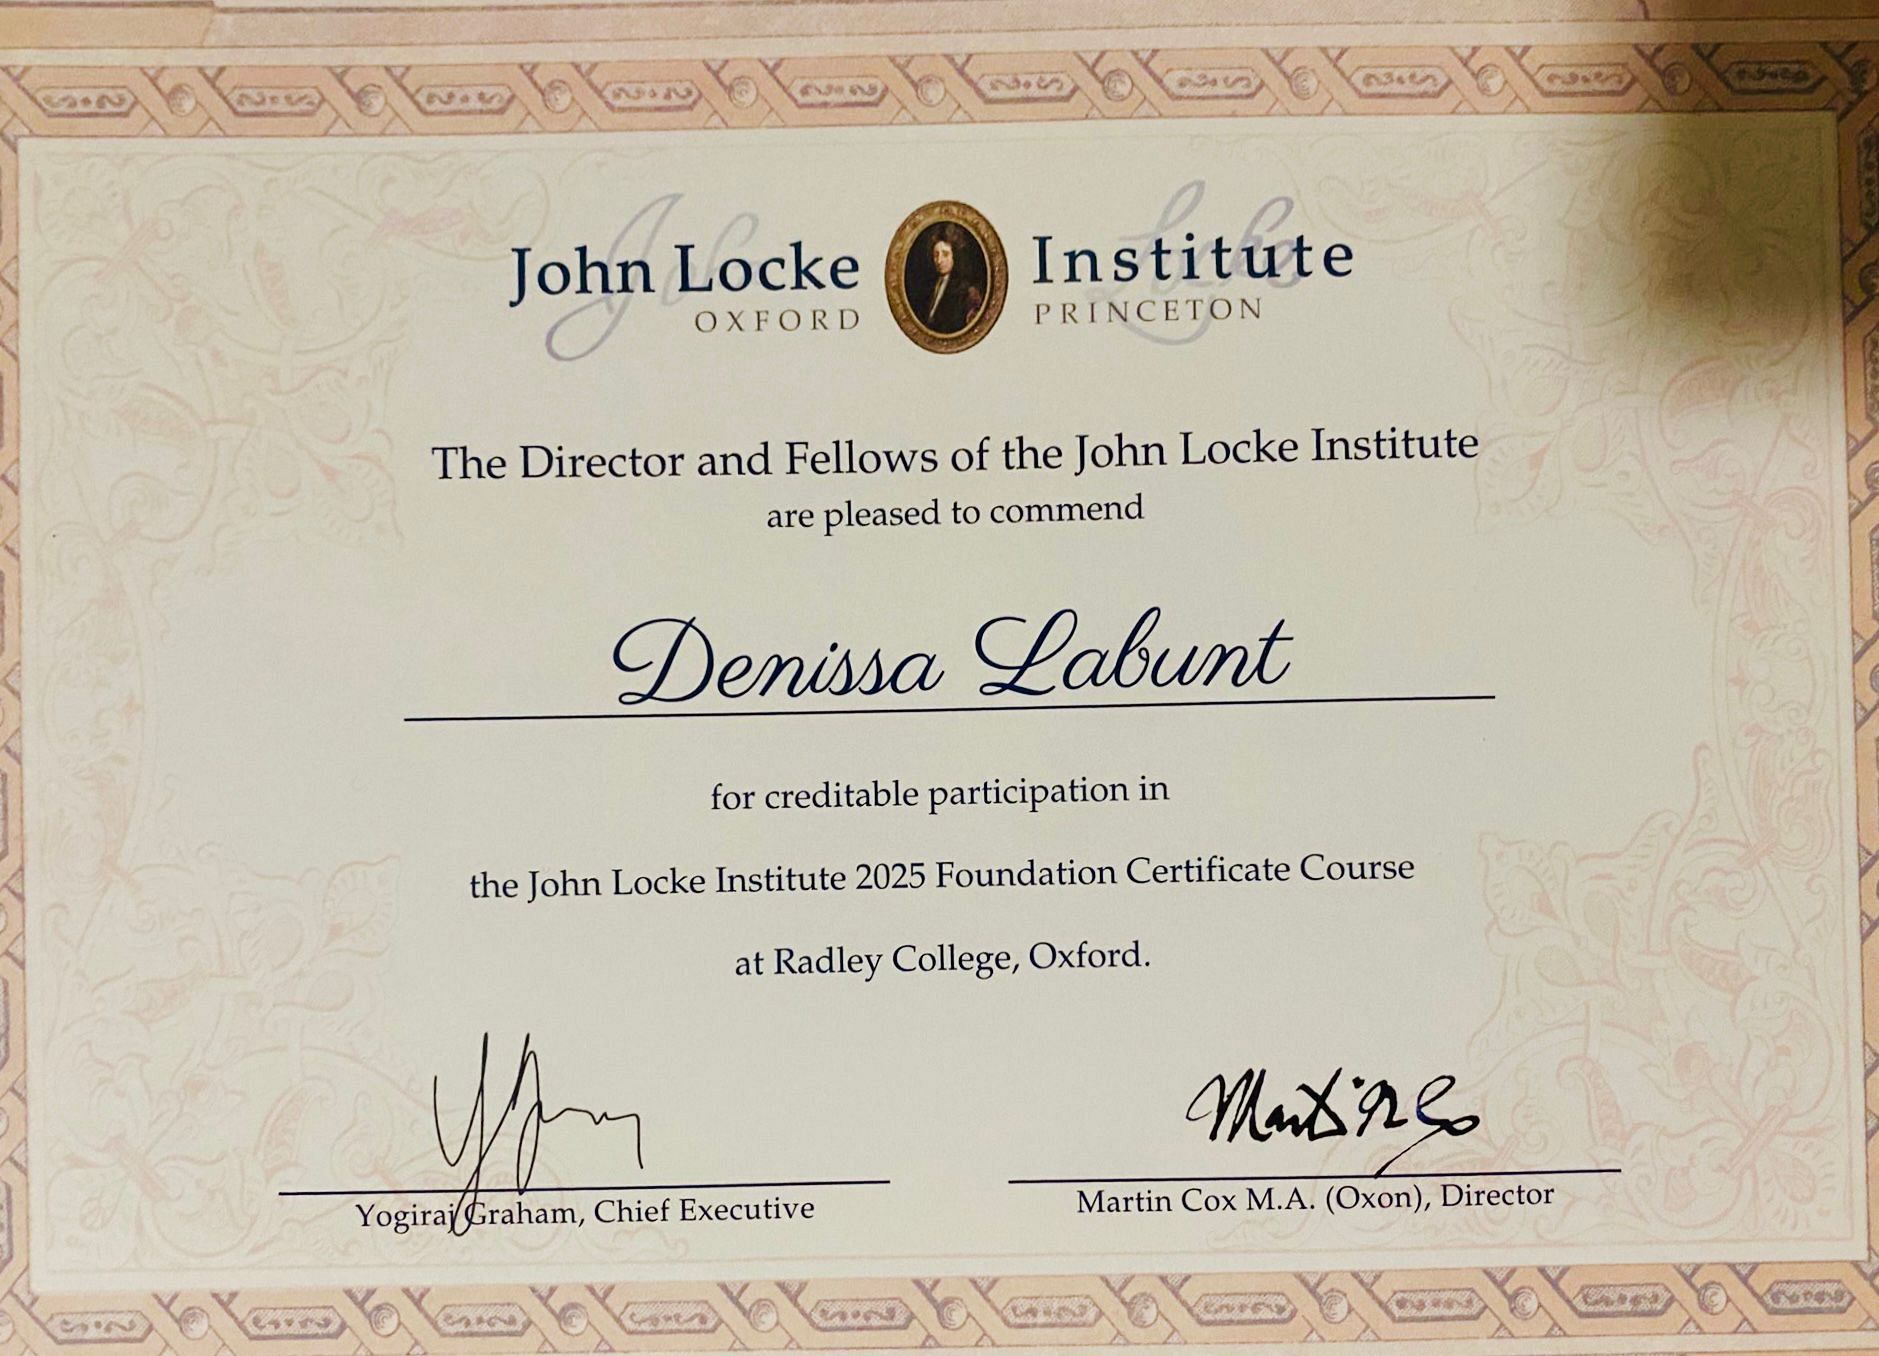 John Locke Institute
OXFORD PRINCETON
The Director and Fellows of the John Locke Institute
are pleased to commend
Denissa Labunt
for creditable participation in
the John Locke Institute 2025 Foundation Certificate Course
at Radley College, Oxford.
Yogiraj Graham, Chief Executive
Martin Cox M.A. (Oxon), Director